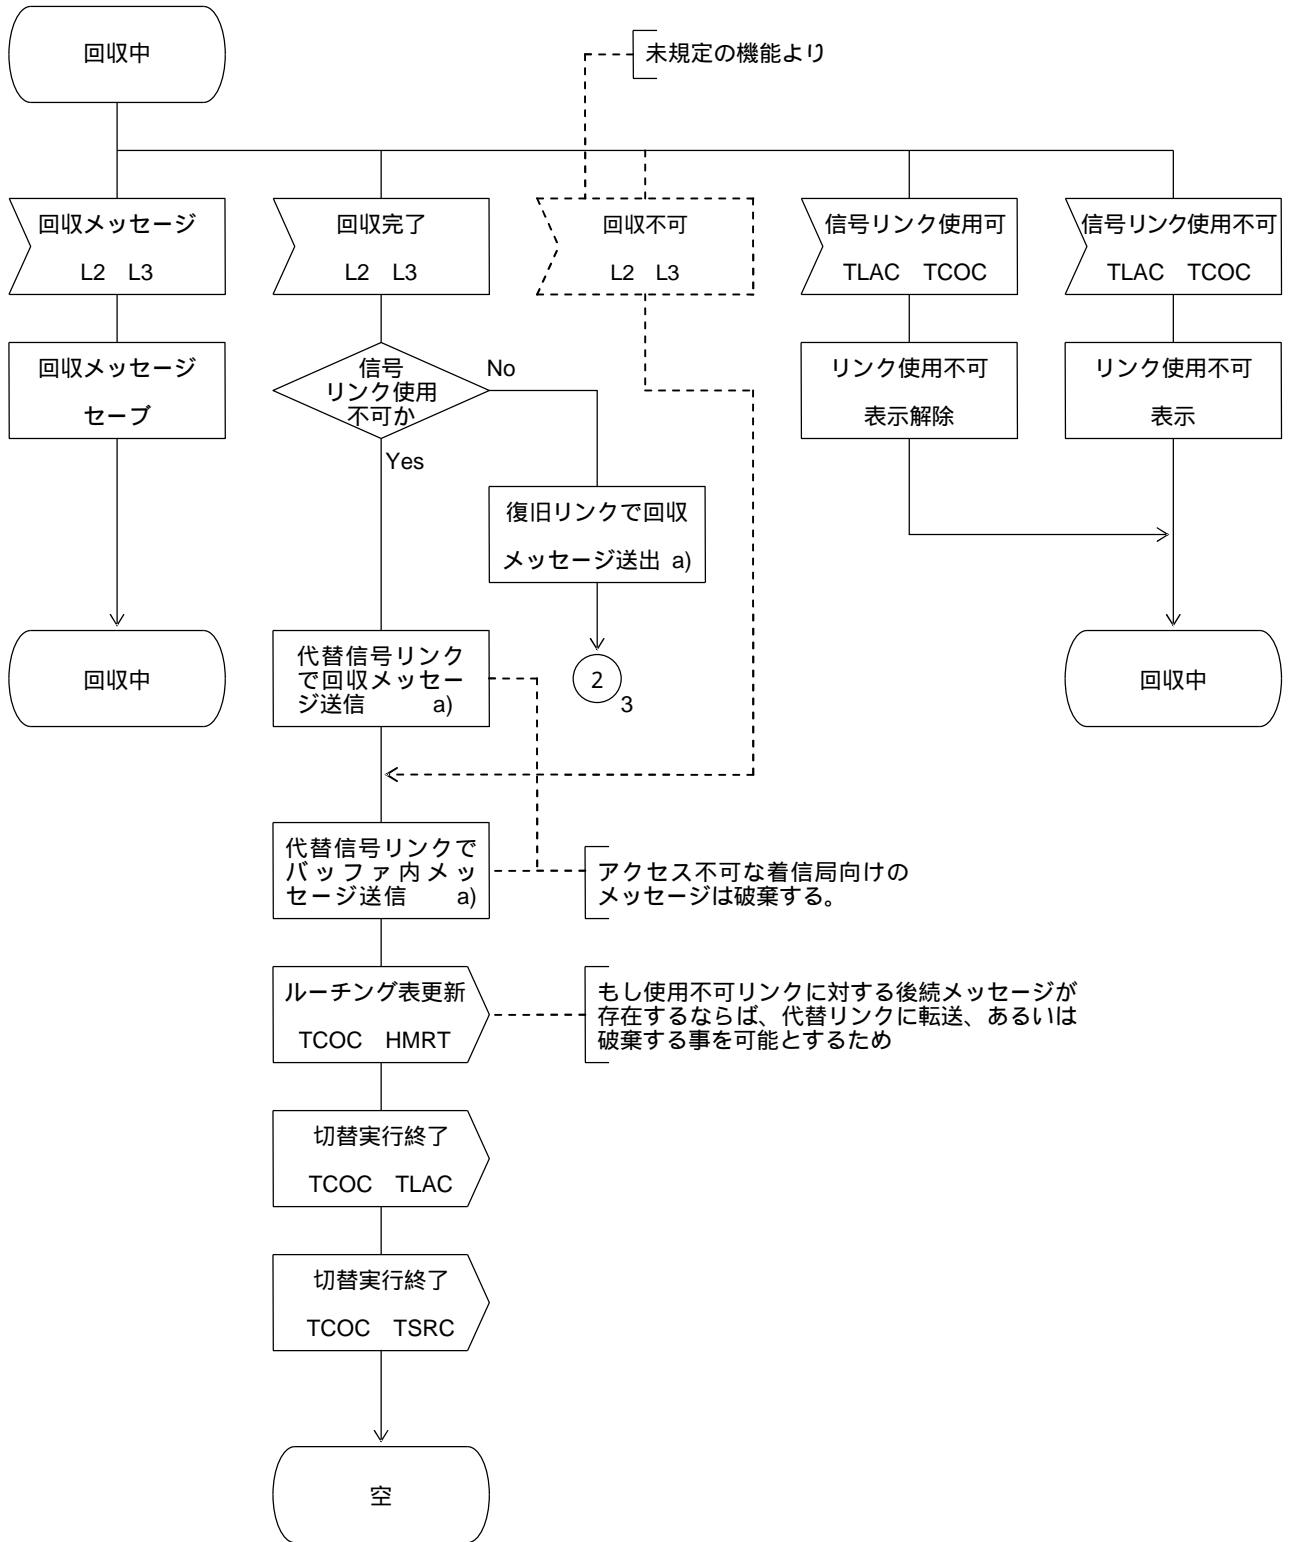 回収中
未規定の機能より
回収メッセージ
L2 L3
回収完了
L2 L3
回収不可
L2 L3
信号リンク使用可
TLAC TCOC
信号リンク使用不可
TLAC TCOC
回収メッセージ
セーブ
信号
リンク使用
不可か
No
Yes
リンク使用不可
表示解除
リンク使用不可
表示
復旧リンクで回収
メッセージ送出 a)
回収中
代替信号リンク
で回収メッセー
ジ送信 a)
2
3
回収中
代替信号リンクで
バッファ内メッ
セージ送信 a)
アクセス不可な着信局向けの
メッセージは破棄する。
ルーチング表更新
TCOC HMRT
もし使用不可リンクに対する後続メッセージが
存在するならば、代替リンクに転送、あるいは
破棄する事を可能とするため
切替実行終了
TCOC TLAC
切替実行終了
TCOC TSRC
空